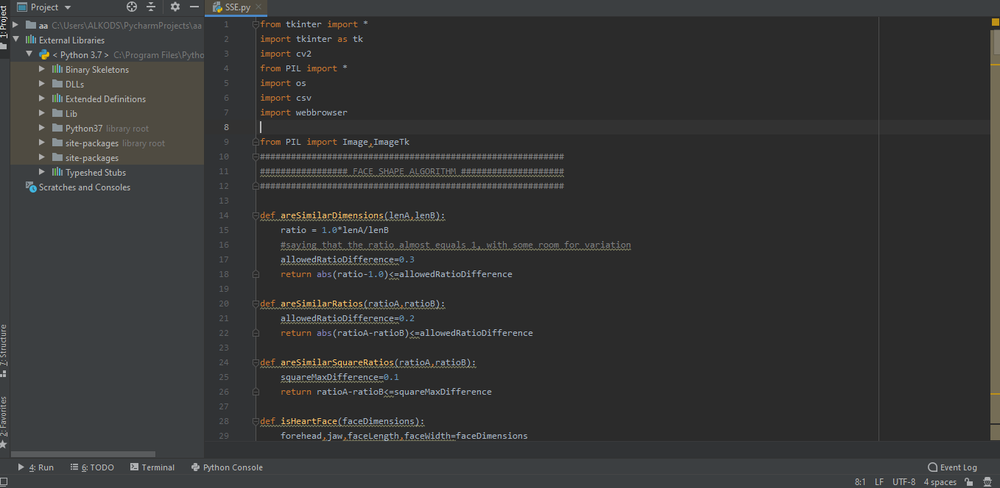 Project
SSE.py
1: Project
aa C:\Users\ALKODS\PycharmProjects\aa
External Libraries
< Python 3.7 > C:\Program Files\Pytho
Binary Skeletons
DLLs
Extended Definitions
Lib
Python37 library root
site-packages library root
site-packages
Typeshed Stubs
Scratches and Consoles
7: Structure
2: Favorites
1 from tkinter import *
2 import tkinter as tk
3 import cv2
4 from PIL import *
5 import os
6 import csv
7 import webbrowser
8
9 from PIL import Image,ImageTk
10 ###########################################################
11 ################# FACE SHAPE ALGORITHM ####################
12 ###########################################################
13
14 def areSimilarDimensions(lenA,lenB):
15 ratio = 1.0*lenA/lenB
16 #saying that the ratio almost equals 1, with some room for variation
17 allowedRatioDifference=0.3
18 return abs(ratio-1.0)<=allowedRatioDifference
19
20 def areSimilarRatios(ratioA,ratioB):
21 allowedRatioDifference=0.2
22 return abs(ratioA-ratioB)<=allowedRatioDifference
23
24 def areSimilarSquareRatios(ratioA,ratioB):
25 squareMaxDifference=0.1
26 return ratioA-ratioB<=squareMaxDifference
27
28 def isHeartFace(faceDimensions):
29 forehead,jaw,faceLength,faceWidth=faceDimensions
4: Run
6: TODO
Terminal
Python Console
Event Log
8:1 LF UTF-8 4 spaces